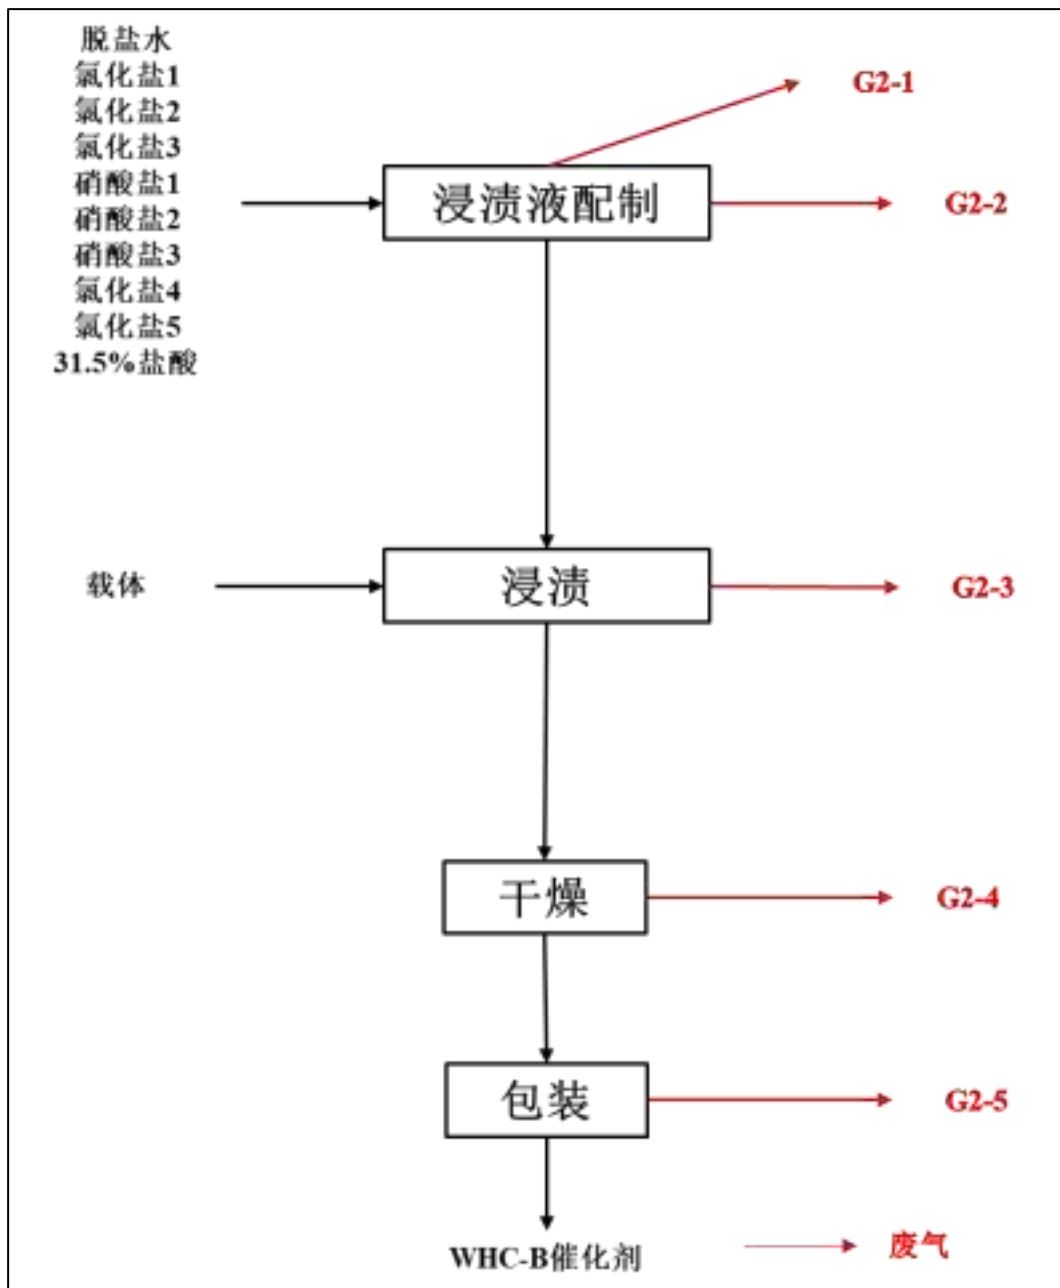 脱盐水
氯化盐1
氯化盐2
氯化盐3
硝酸盐1
硝酸盐2
硝酸盐3
氯化盐4
氯化盐5
31.5%盐酸
浸渍液配制
G2-1
G2-2
载体
浸渍
G2-3
干燥
G2-4
包装
G2-5
WHC-B催化剂
废气